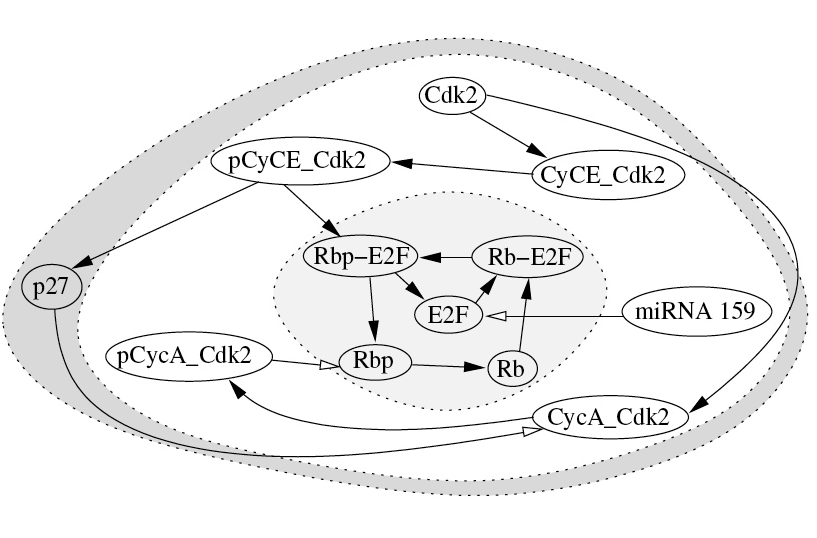 Cdk2
pCyCE_Cdk2
CyCE_Cdk2
Rbp–E2F
Rb–E2F
p27
E2F
miRNA 159
pCycA_Cdk2
Rbp
Rb
CycA_Cdk2